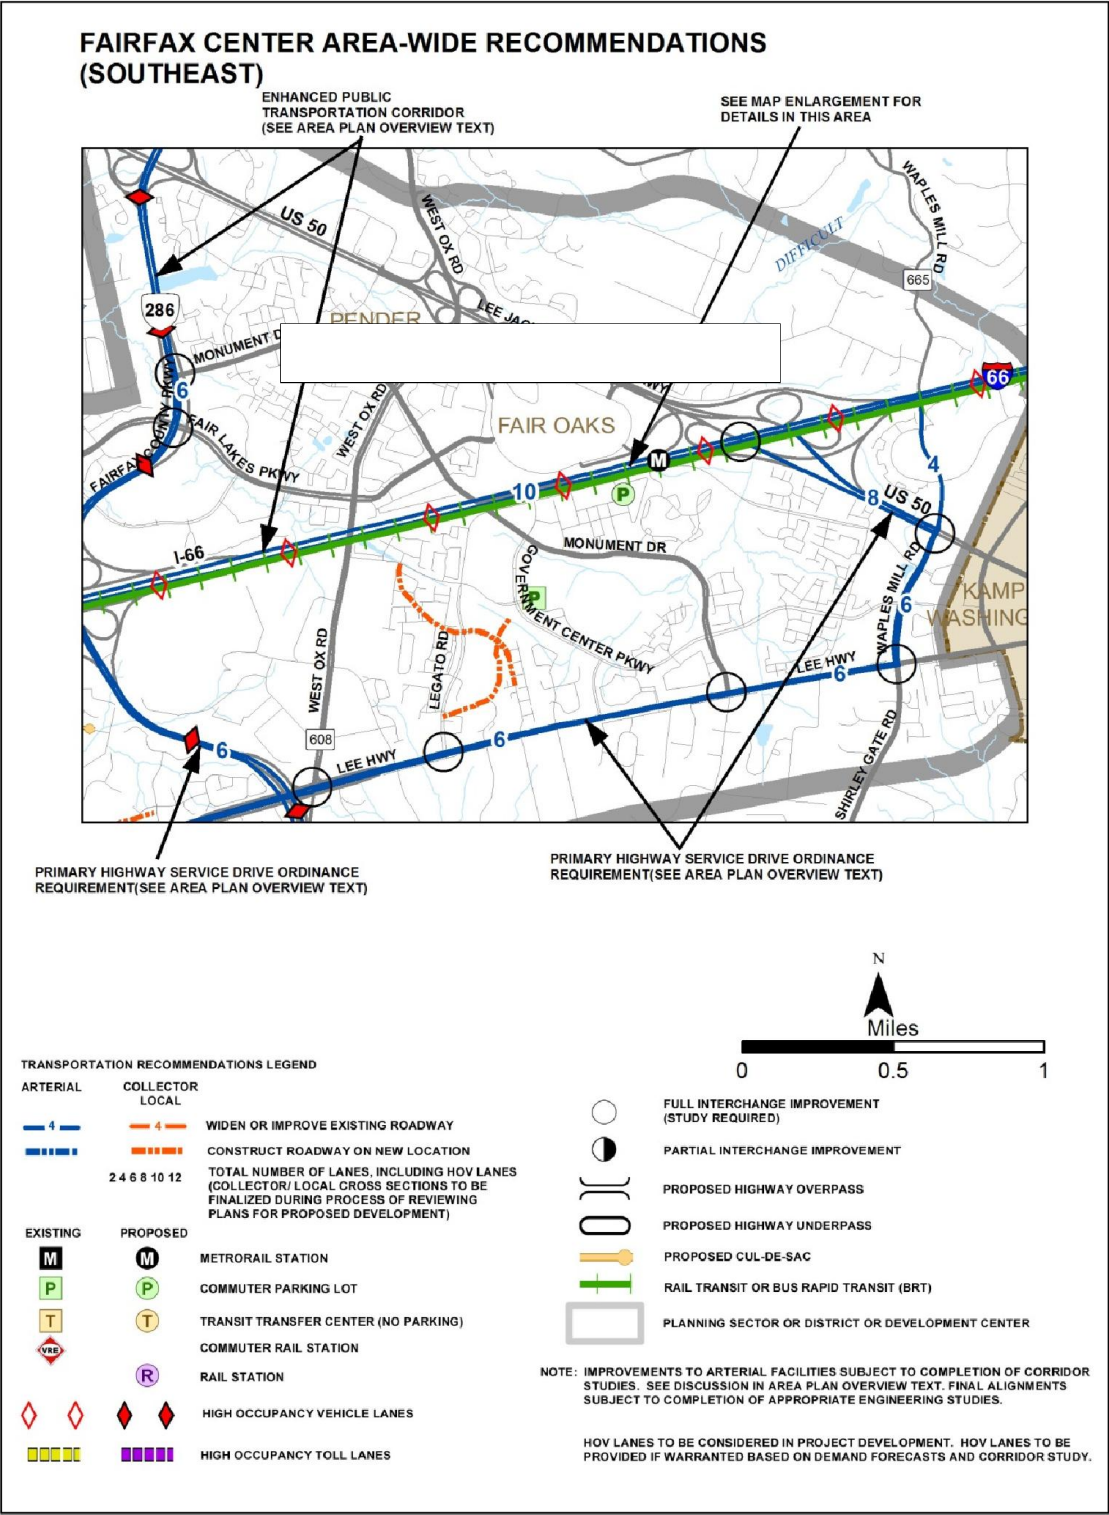 FAIRFAX CENTER AREA-WIDE RECOMMENDATIONS
(SOUTHEAST)
ENHANCED PUBLIC
TRANSPORTATION CORRIDOR
(SEE AREA PLAN OVERVIEW TEXT)
SEE MAP ENLARGEMENT FOR
DETAILS IN THIS AREA
US 50
WEST OX RD
WAPLES MILL RD
DIFFICULT
665
286
PENDER
LEE JAC
MONUMENT D
WY
66
6
FAIRFAX COUNTY PKWY
FAIR LAKES PKWY
WEST OX RD
FAIR OAKS
M
P
10
4
8
US 50
I-66
MONUMENT DR
GOVERNMENT CENTER PKWY
P
WAPLES MILL RD
6
KAMP
WASHING
WEST OX RD
LEGATO RD
LEE HWY
6
608
6
6
LEE HWY
SHIRLEY GATE RD
PRIMARY HIGHWAY SERVICE DRIVE ORDINANCE
REQUIREMENT(SEE AREA PLAN OVERVIEW TEXT)
PRIMARY HIGHWAY SERVICE DRIVE ORDINANCE
REQUIREMENT(SEE AREA PLAN OVERVIEW TEXT)
N
Miles
0 0.5 1
TRANSPORTATION RECOMMENDATIONS LEGEND
ARTERIAL COLLECTOR
LOCAL
4 4 WIDEN OR IMPROVE EXISTING ROADWAY
CONSTRUCT ROADWAY ON NEW LOCATION
2 4 6 8 10 12 TOTAL NUMBER OF LANES, INCLUDING HOV LANES
(COLLECTOR/ LOCAL CROSS SECTIONS TO BE
FINALIZED DURING PROCESS OF REVIEWING
PLANS FOR PROPOSED DEVELOPMENT)
EXISTING PROPOSED
M M METRORAIL STATION
P P COMMUTER PARKING LOT
T T TRANSIT TRANSFER CENTER (NO PARKING)
VRE COMMUTER RAIL STATION
R RAIL STATION
HIGH OCCUPANCY VEHICLE LANES
HIGH OCCUPANCY TOLL LANES
FULL INTERCHANGE IMPROVEMENT
(STUDY REQUIRED)
PARTIAL INTERCHANGE IMPROVEMENT
PROPOSED HIGHWAY OVERPASS
PROPOSED HIGHWAY UNDERPASS
PROPOSED CUL-DE-SAC
RAIL TRANSIT OR BUS RAPID TRANSIT (BRT)
PLANNING SECTOR OR DISTRICT OR DEVELOPMENT CENTER
NOTE: IMPROVEMENTS TO ARTERIAL FACILITIES SUBJECT TO COMPLETION OF CORRIDOR
STUDIES. SEE DISCUSSION IN AREA PLAN OVERVIEW TEXT. FINAL ALIGNMENTS
SUBJECT TO COMPLETION OF APPROPRIATE ENGINEERING STUDIES.
HOV LANES TO BE CONSIDERED IN PROJECT DEVELOPMENT. HOV LANES TO BE
PROVIDED IF WARRANTED BASED ON DEMAND FORECASTS AND CORRIDOR STUDY.